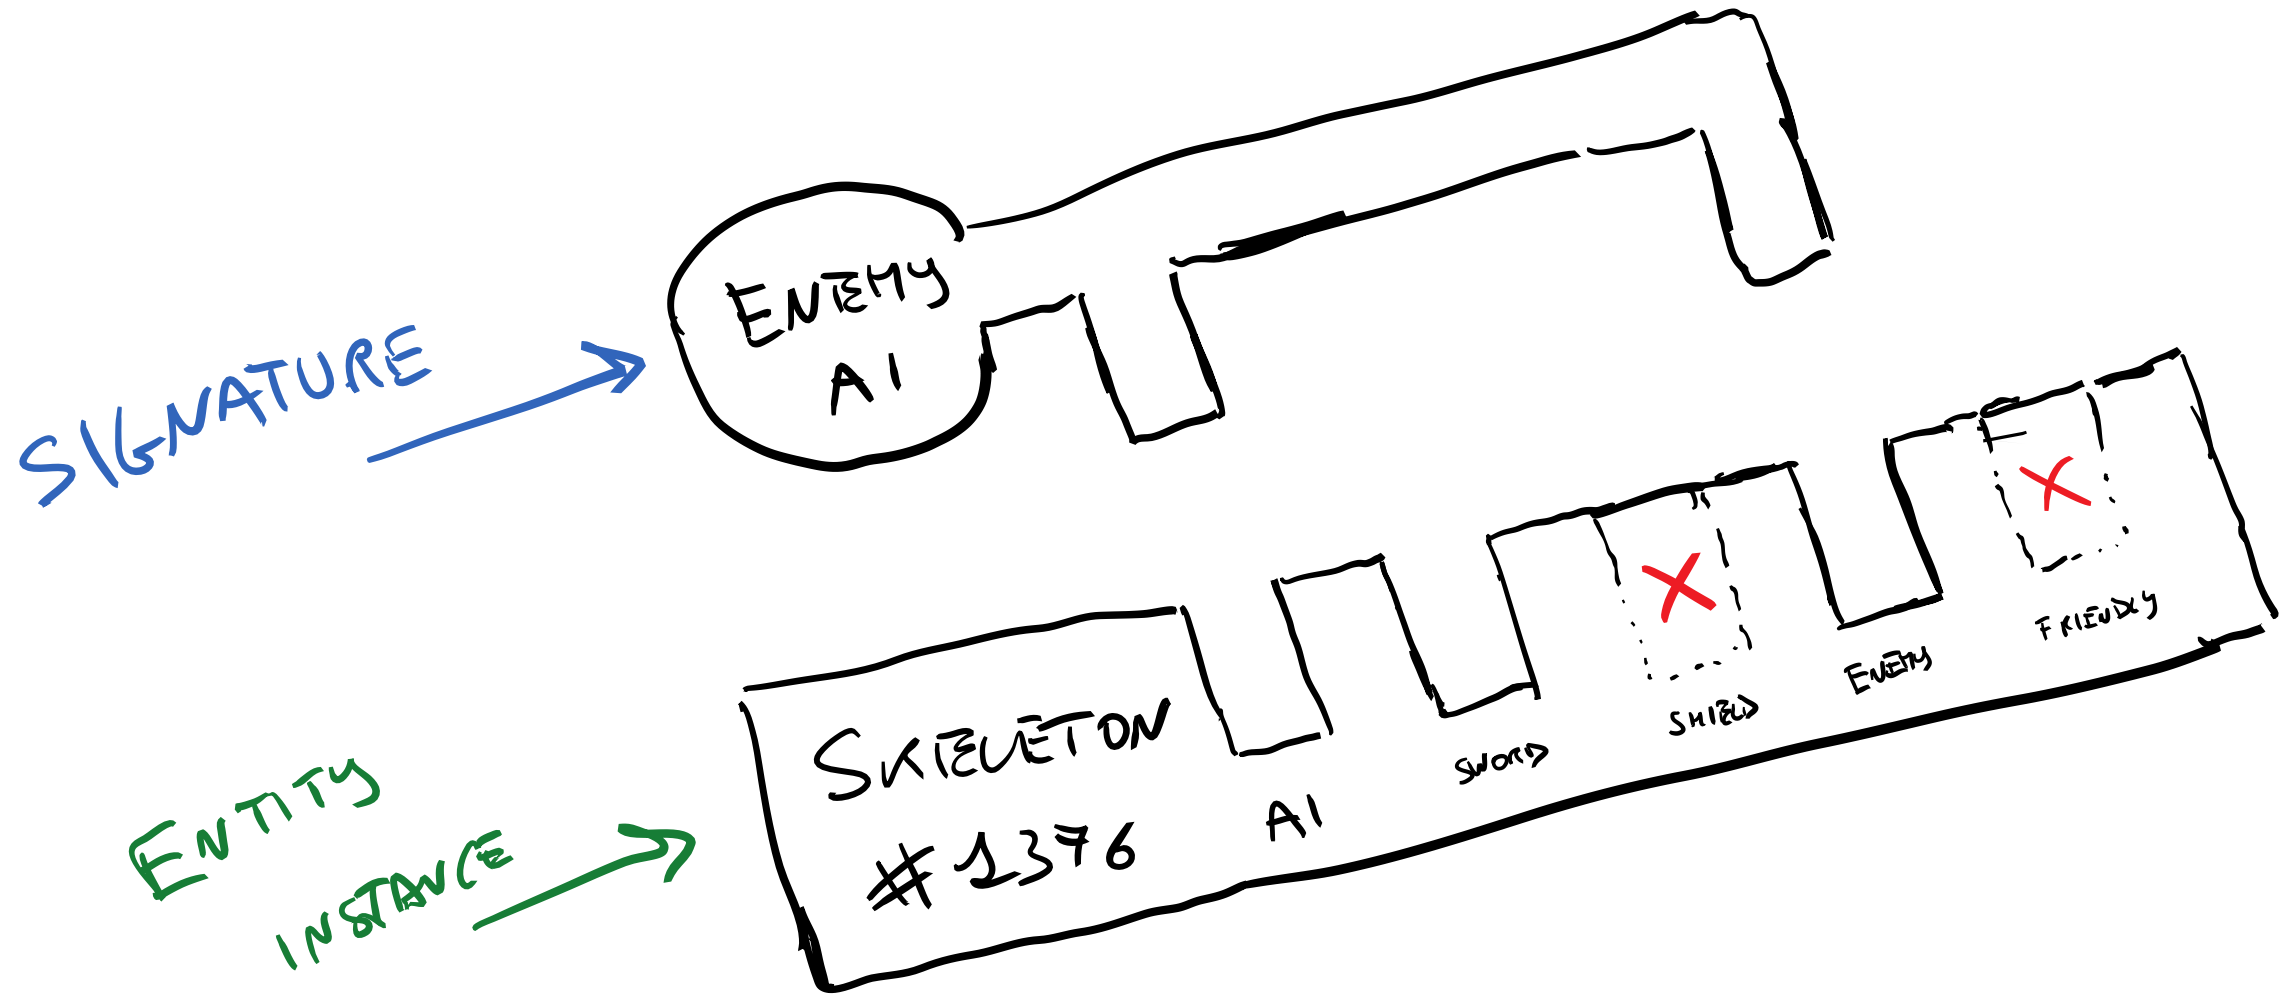 SIGNATURE
ENEMY
AI
ENTITY
INSTANCE
SKELETON
#1376
AI
SWORD
SHIELD
ENEMY
FRIENDLY